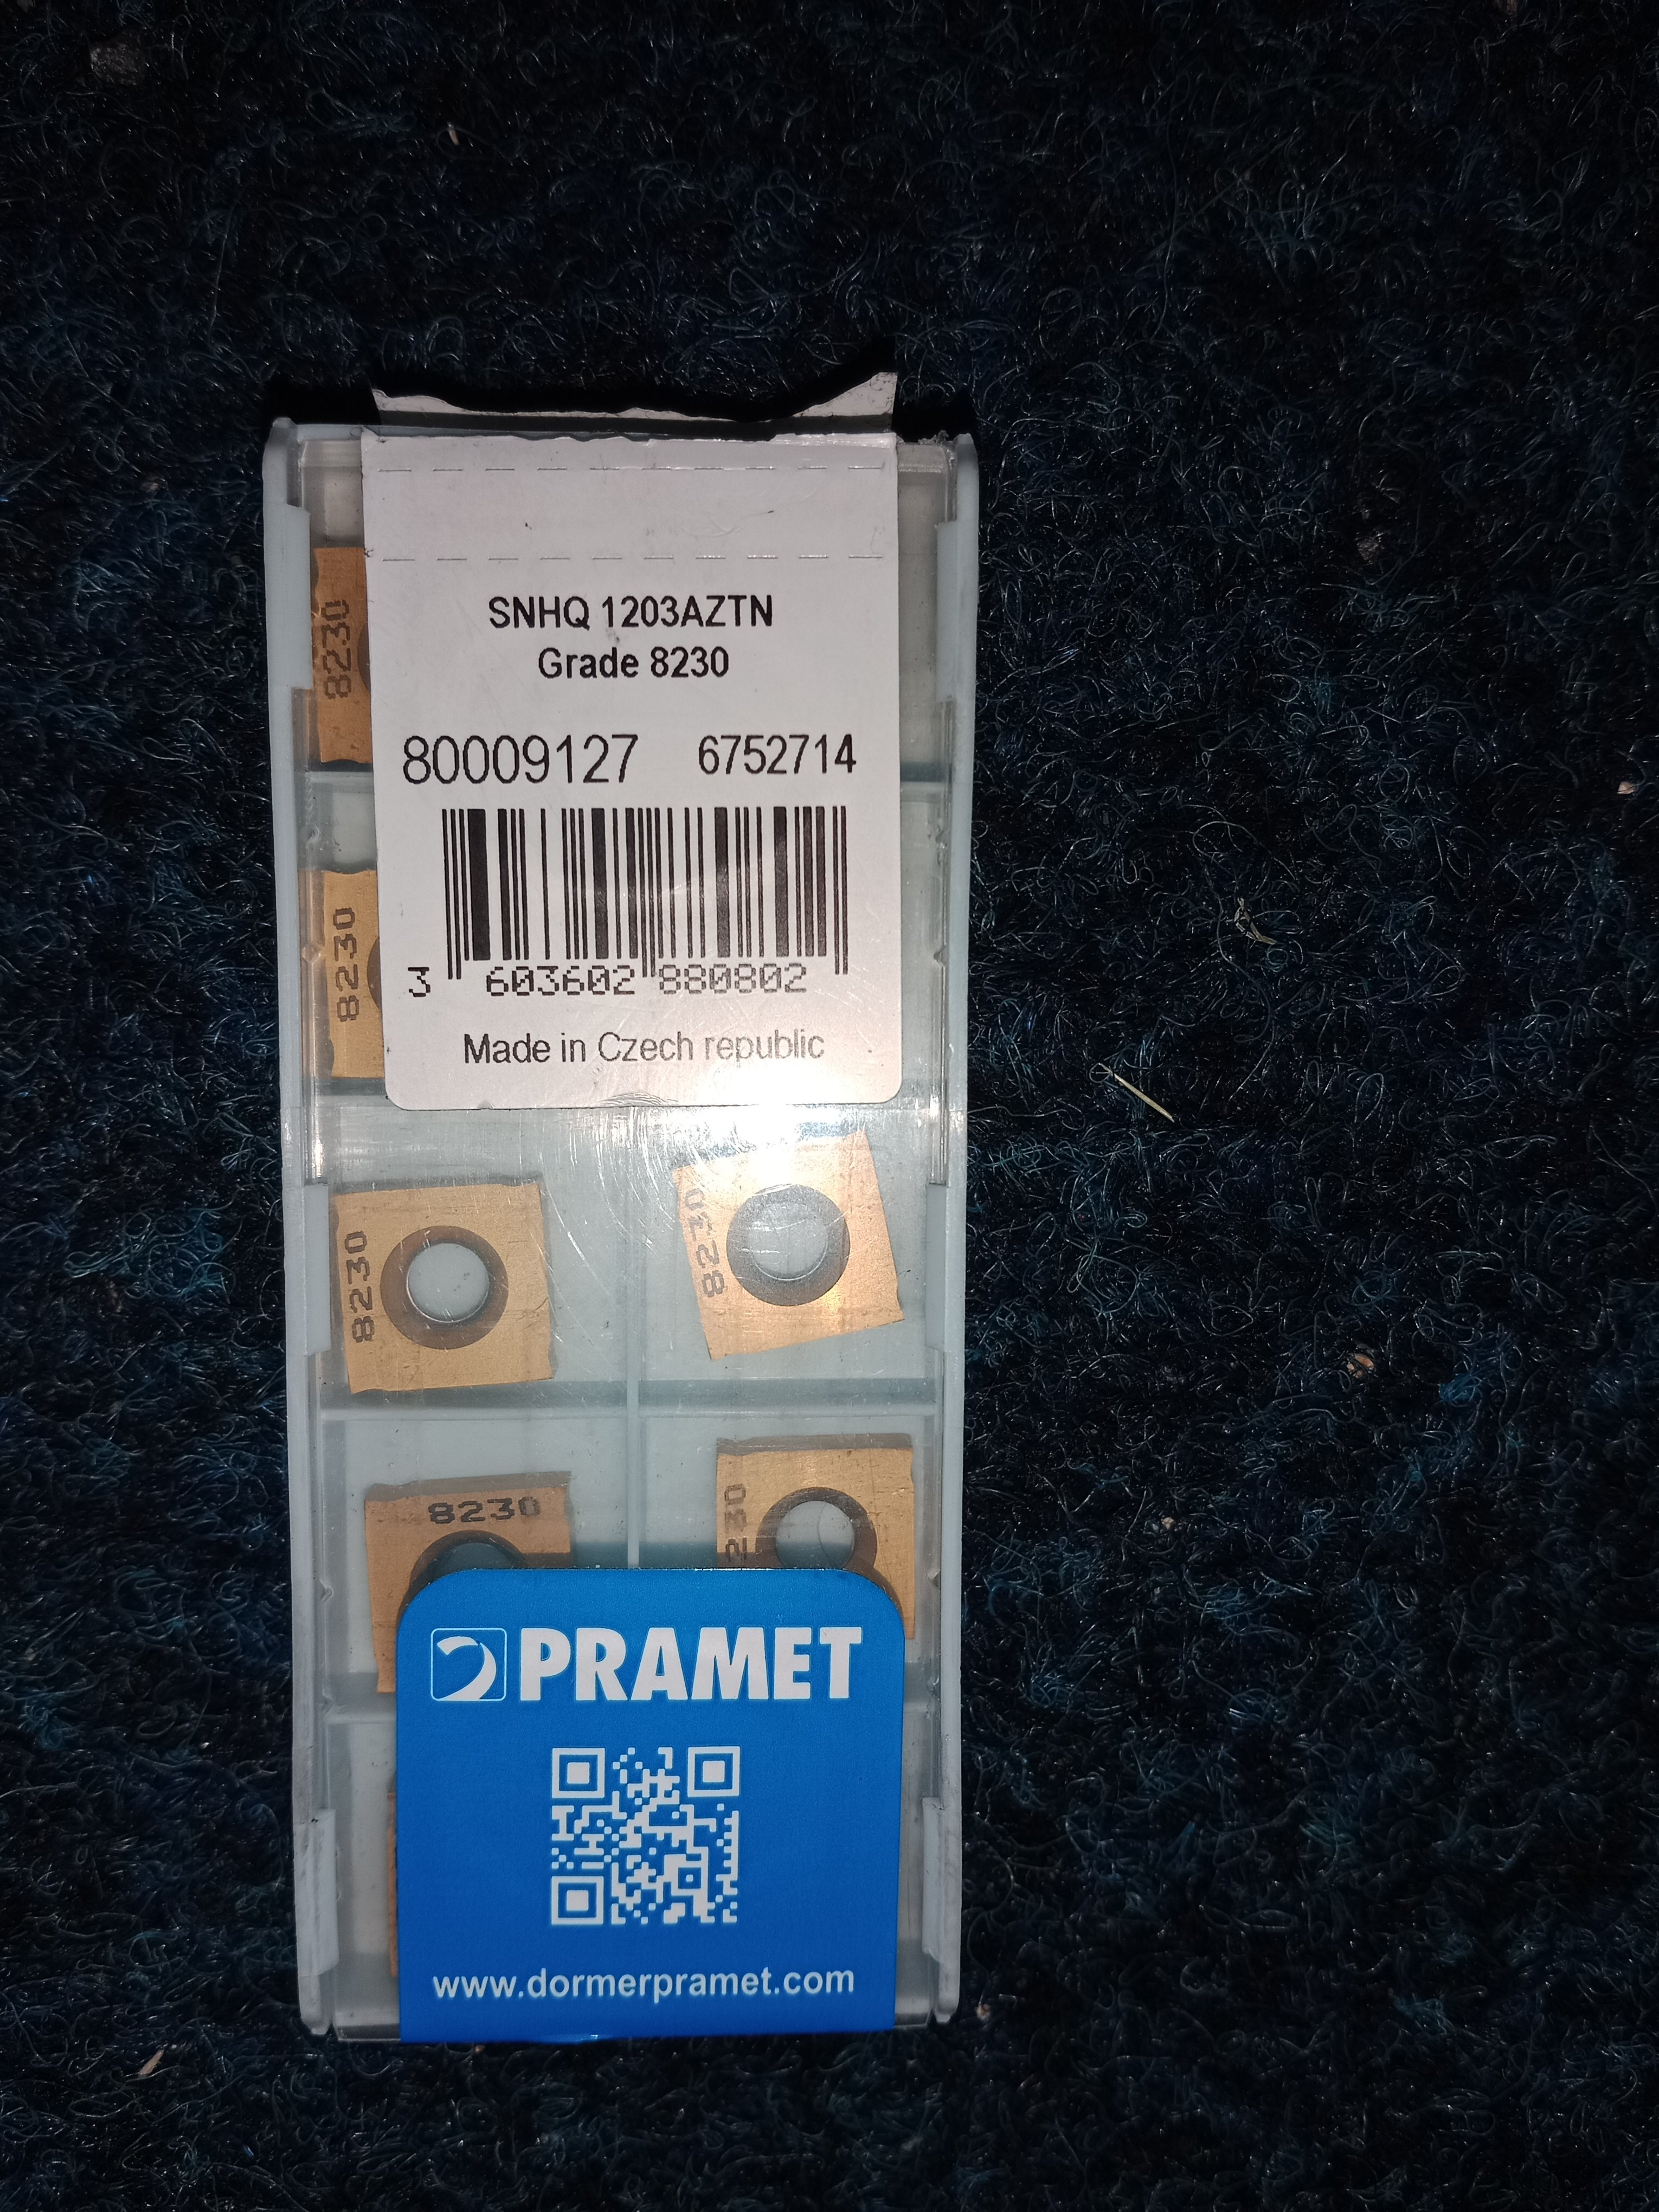 SNHQ 1203AZTN
Grade 8230
80009127 6752714
3 603602 880802
Made in Czech republic
8230
8230
8230
8230
8230
230
PRAMET
www.dormerpramet.com